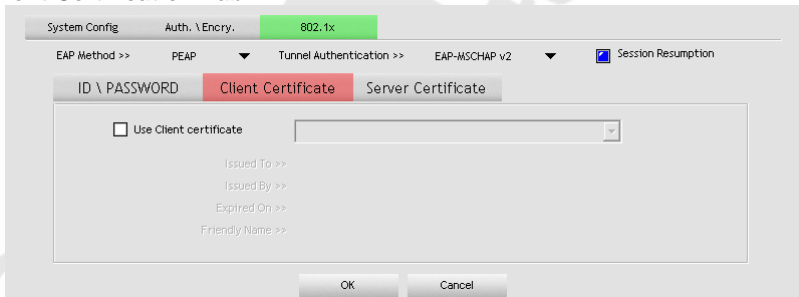 System Config Auth. \ Encry. 802.1x
EAP Method >> PEAP Tunnel Authentication >> EAP-MSCHAP v2 Session Resumption
ID \ PASSWORD Client Certificate Server Certificate
Use Client certificate
Issued To >>
Issued By >>
Expired On >>
Friendly Name >>
OK Cancel